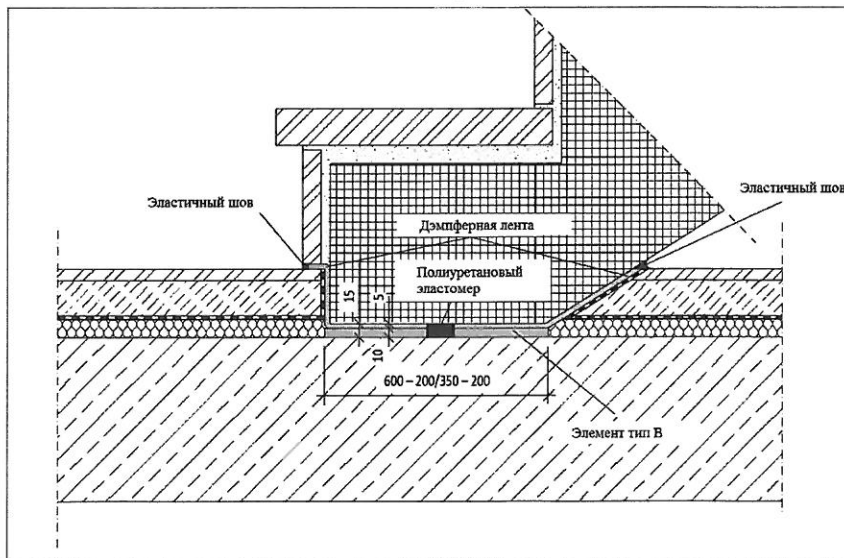 Эластичный шов
Эластичный шов
Дэмпферная лента
Полиуретановый
эластомер
15
5
10
600 – 200/350 – 200
Элемент тип В